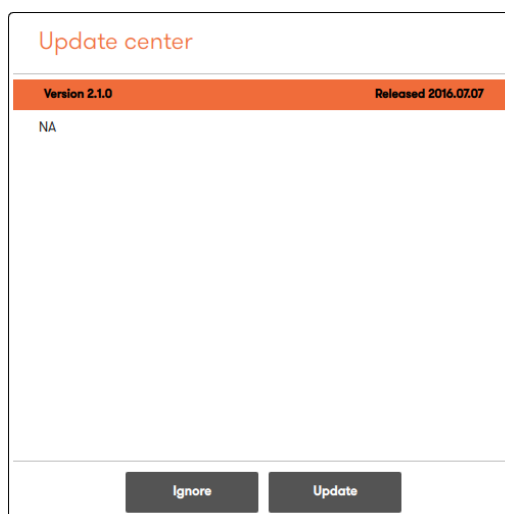 Update center
Version 2.1.0 Released 2016.07.07
NA
Ignore Update